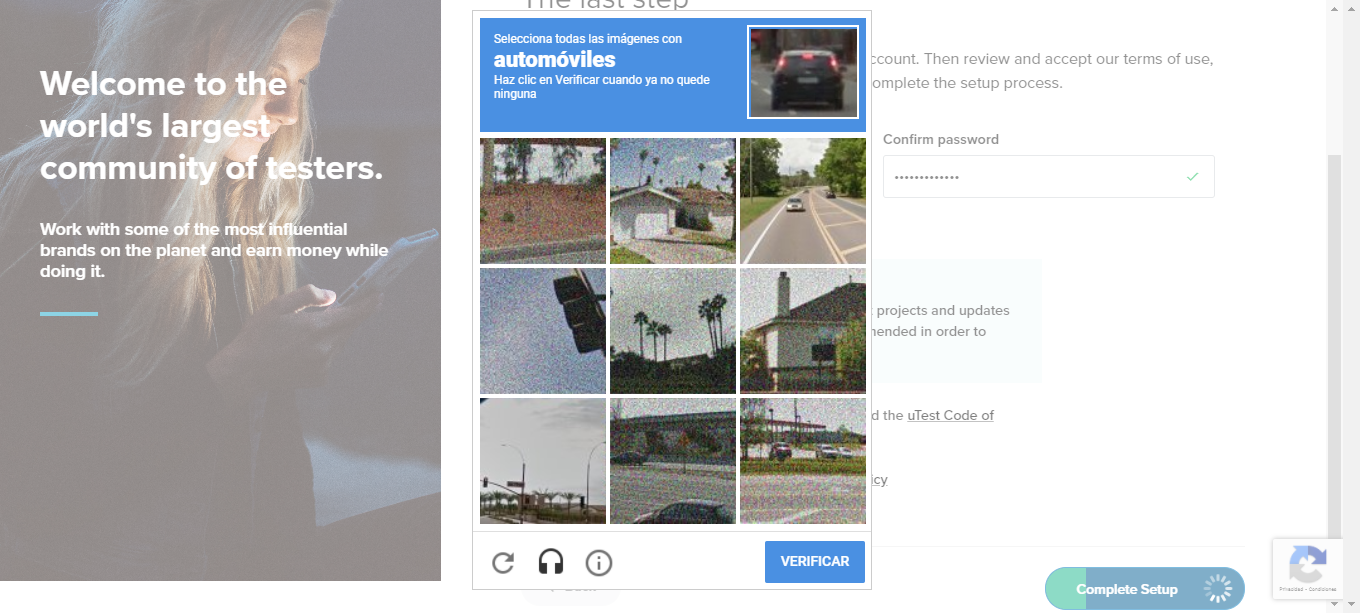 Welcome to the
world's largest
community of testers.
Work with some of the most influential
brands on the planet and earn money while
doing it.
The last step
ccount. Then review and accept our terms of use,
omplete the setup process.
Confirm password
projects and updates
mended in order to
d the uTest Code of
icy
Selecciona todas las imágenes con
automóviles
Haz clic en Verificar cuando ya no quede
ninguna
VERIFICAR
Complete Setup
Privacidad - Condiciones